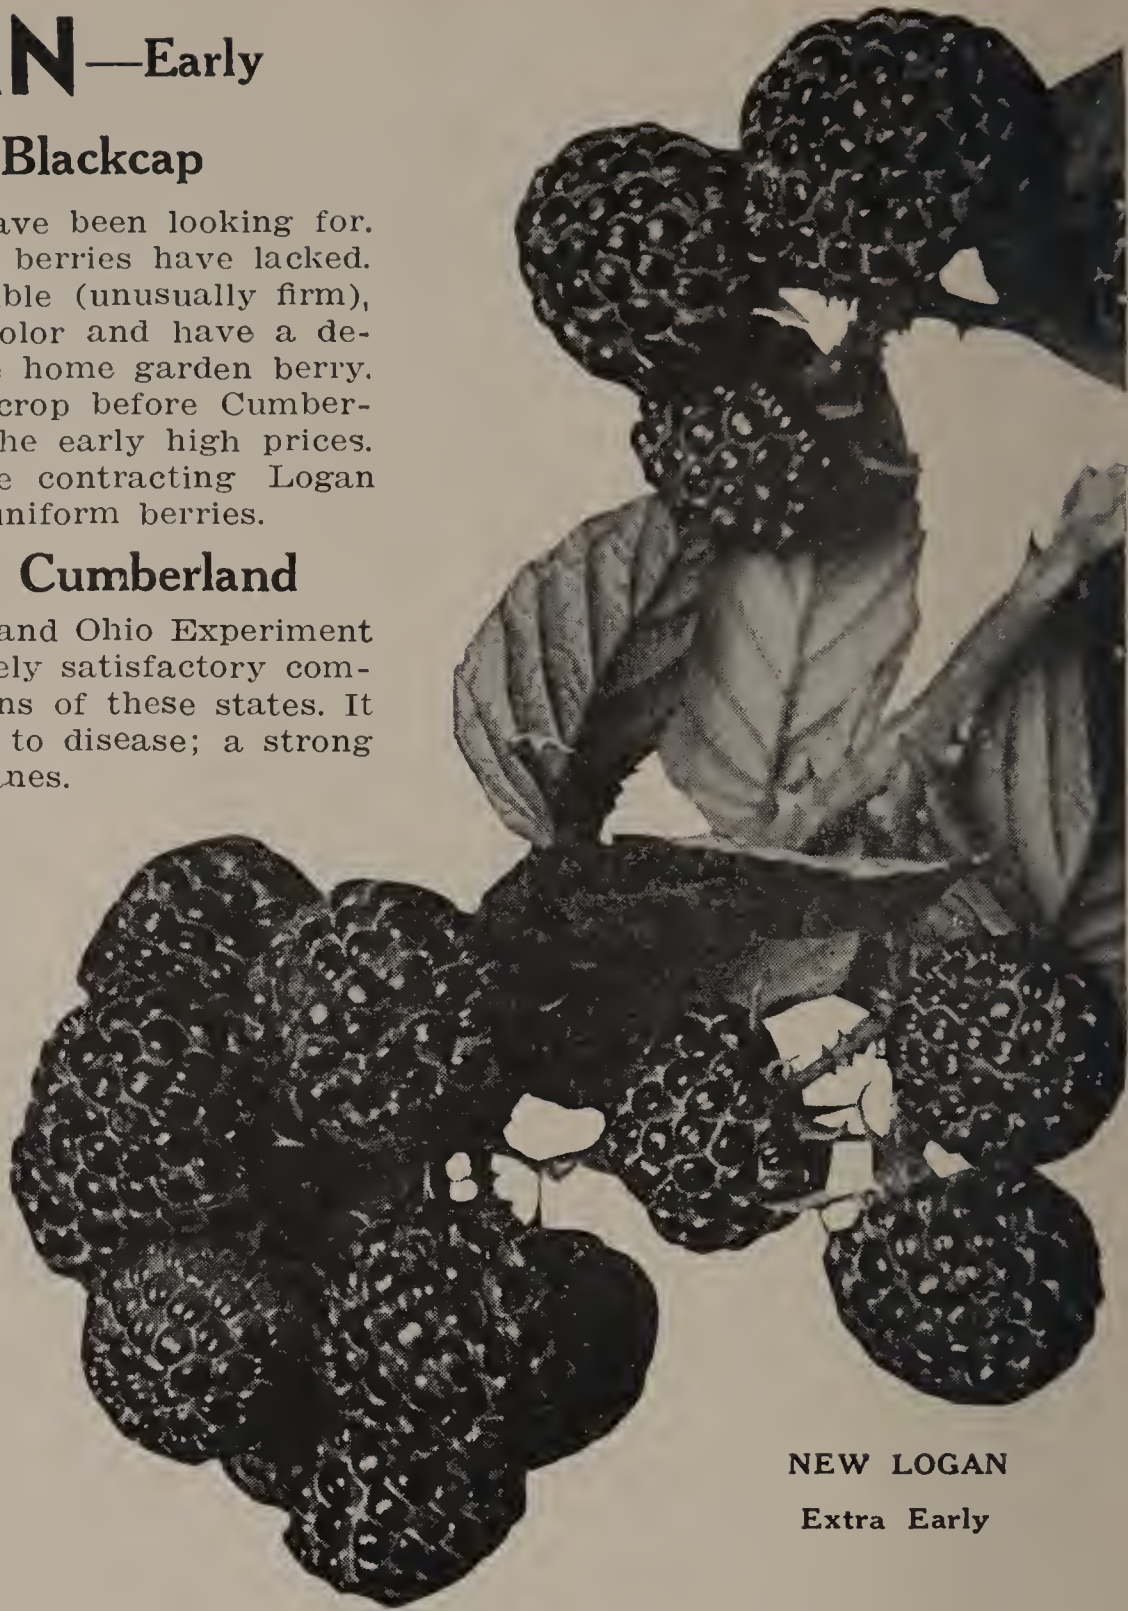 N—Early
Blackcap
ave been looking for.
berries have lacked.
ble (unusually firm),
olor and have a de-
home garden berry.
crop before Cumber-
he early high prices.
e contracting Logan
uniform berries.
Cumberland
and Ohio Experiment
ely satisfactory com-
ns of these states. It
to disease; a strong
nes.
NEW LOGAN
Extra Early